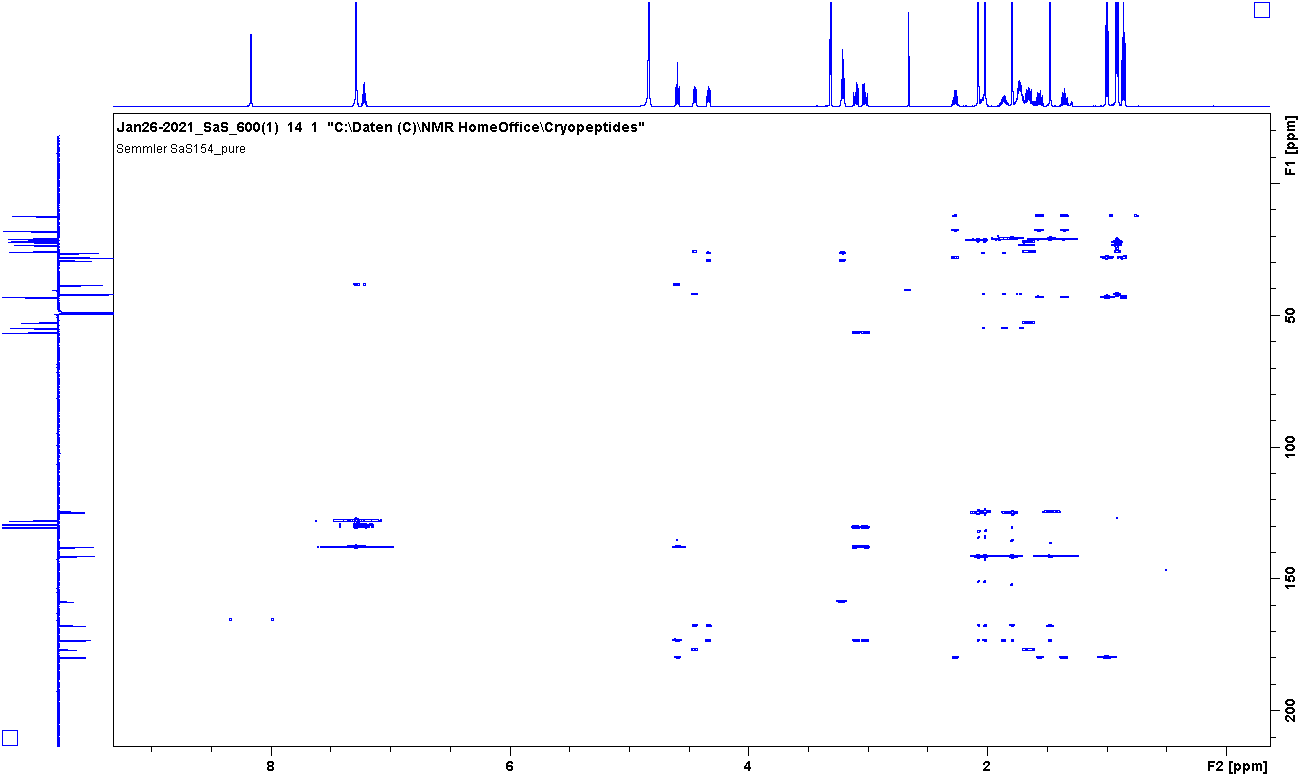 Jan26-2021_SaS_600(1) 14 1 "C:\Daten (C)\NMR HomeOffice\Cryopeptides"
Semmler SaS154_pure
F1 [ppm]
50
100
150
200
8
6
4
2
F2 [ppm]